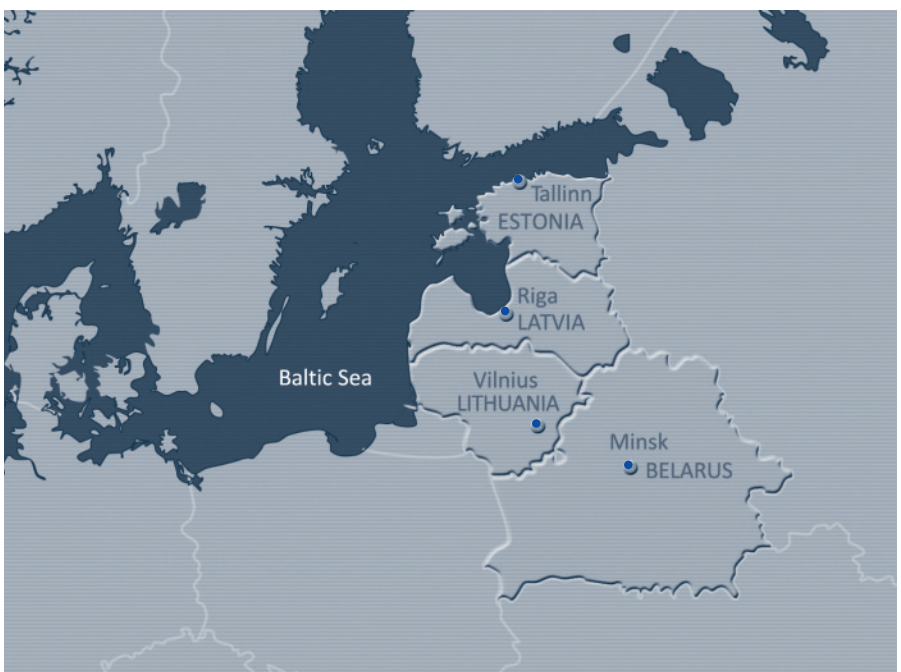 Tallinn
ESTONIA
Riga
LATVIA
Baltic Sea
Vilnius
LITHUANIA
Minsk
BELARUS